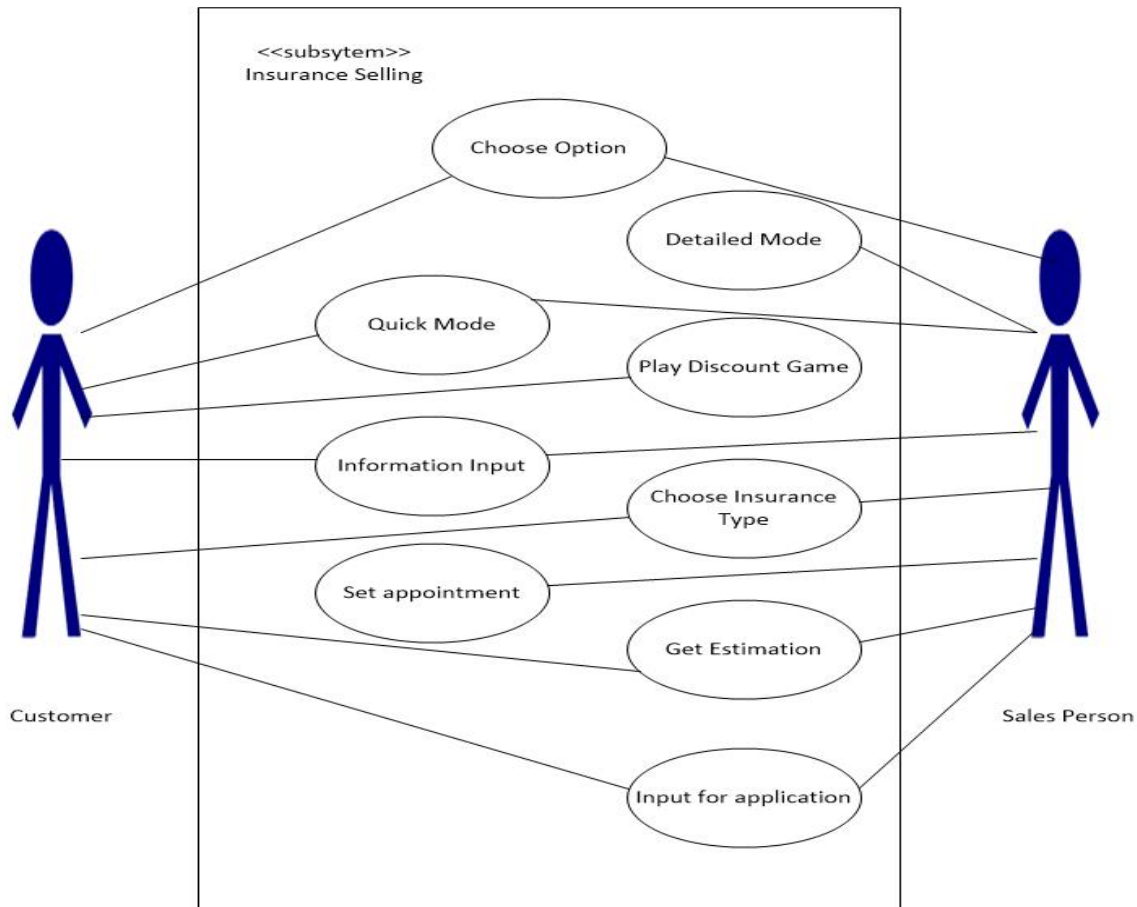 <<subsytem>>
Insurance Selling
Choose Option
Detailed Mode
Quick Mode
Play Discount Game
Information Input
Choose Insurance
Type
Set appointment
Get Estimation
Customer
Sales Person
Input for application